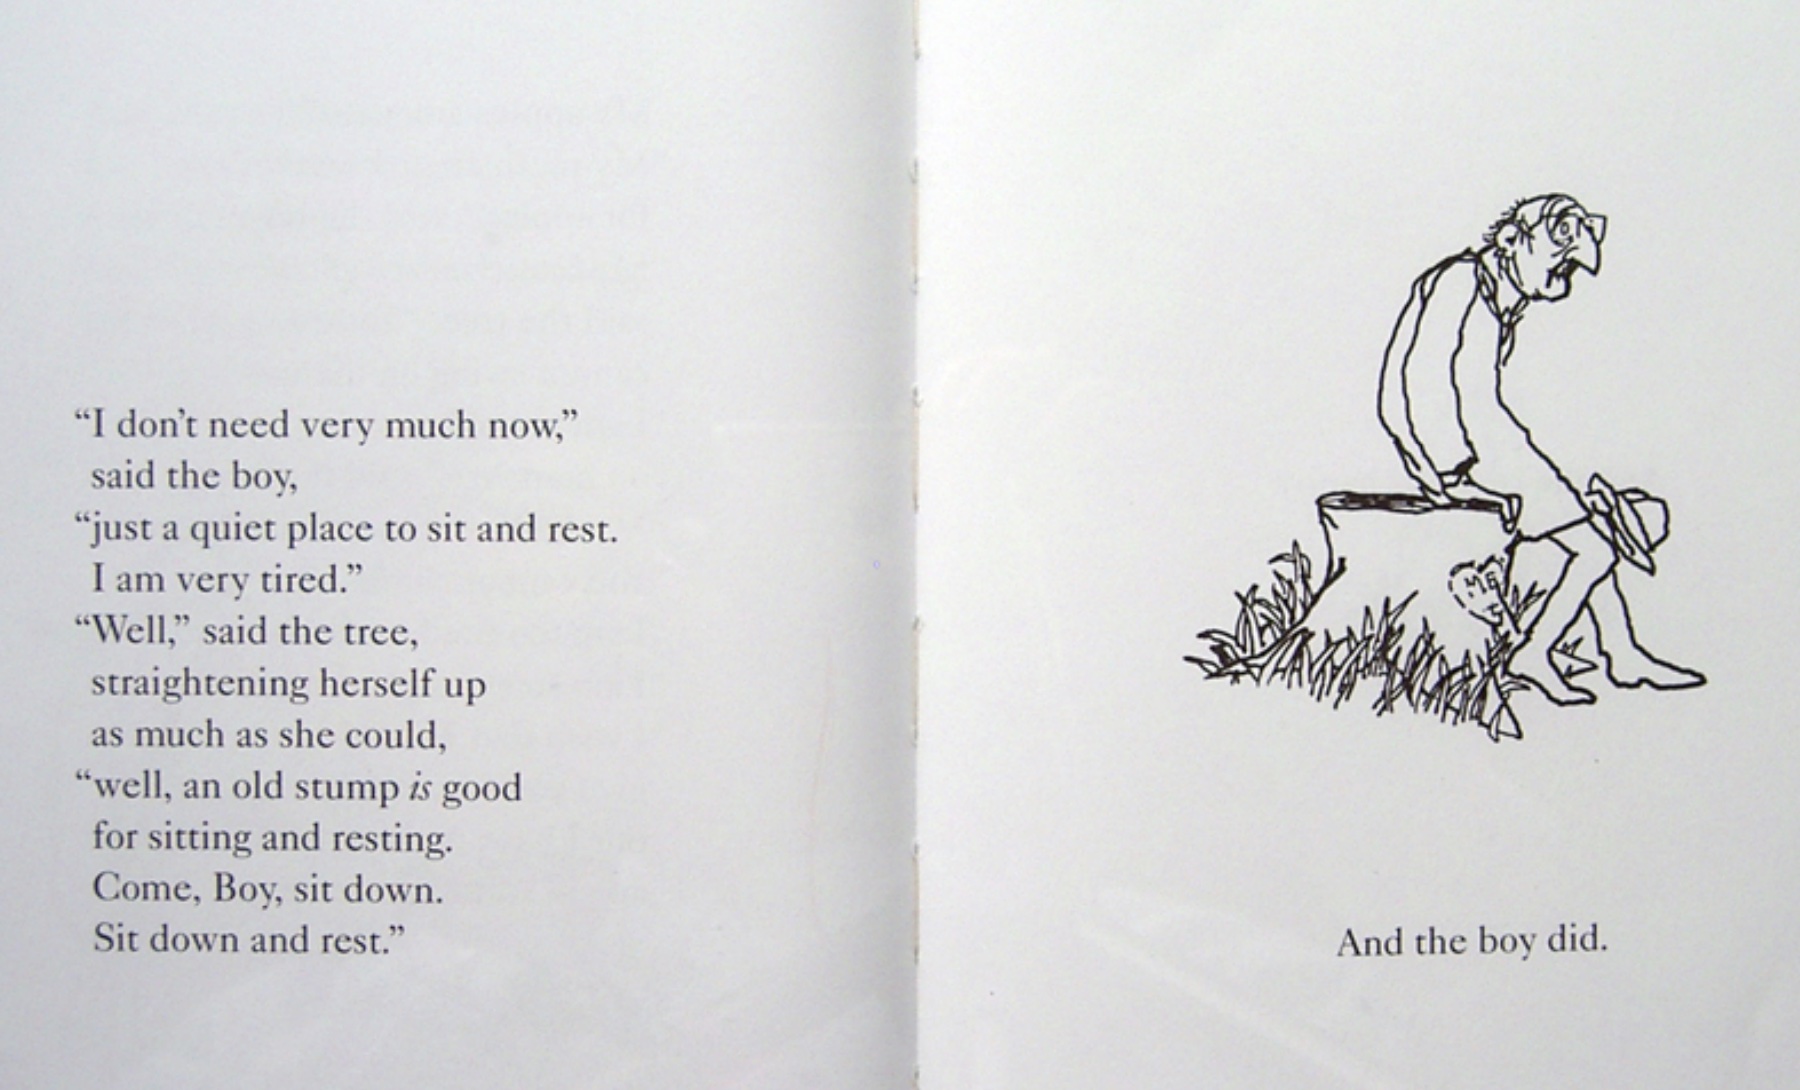 “I don’t need very much now,”
said the boy,
“just a quiet place to sit and rest.
I am very tired.”
“Well,” said the tree,
straightening herself up
as much as she could,
“well, an old stump is good
for sitting and resting.
Come, Boy, sit down.
Sit down and rest.”
And the boy did.